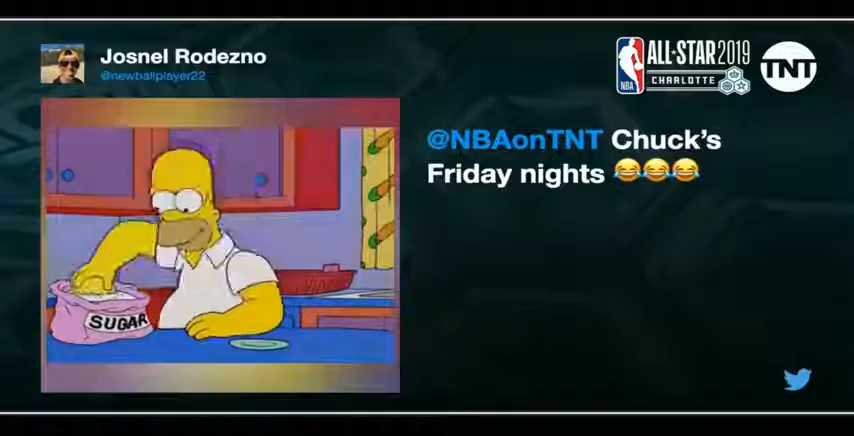 Josnel Rodezno
@newballplayer22
NBA
ALL-STAR 2019
CHARLOTTE
TNT
@NBAonTNT Chuck's
Friday nights 😂😂😂
SUGAR